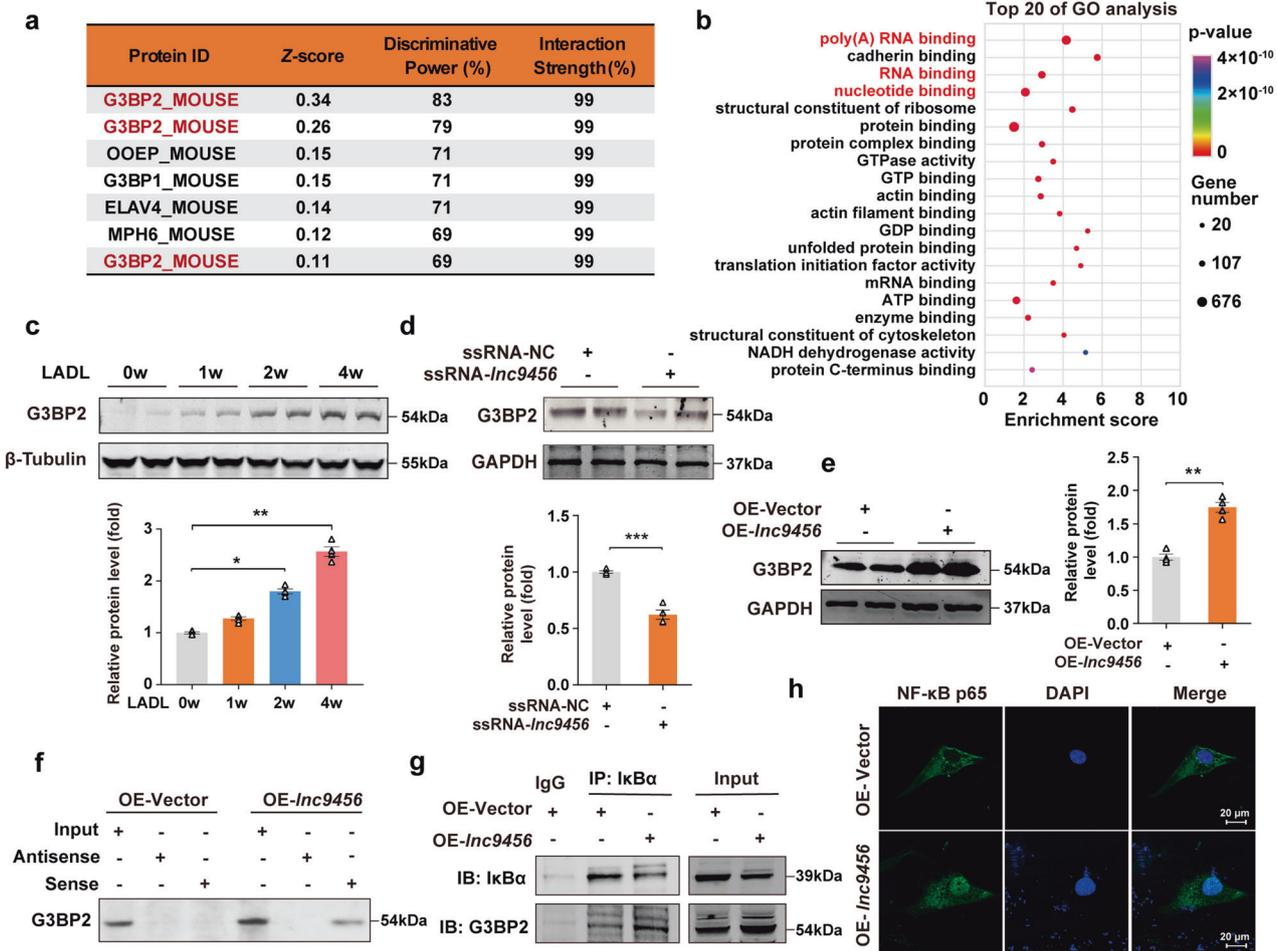 a
Protein ID Z-score Discriminative Power (%) Interaction Strength(%)
G3BP2_MOUSE 0.34 83 99
G3BP2_MOUSE 0.26 79 99
OOEP_MOUSE 0.15 71 99
G3BP1_MOUSE 0.15 71 99
ELAV4_MOUSE 0.14 71 99
MPH6_MOUSE 0.12 69 99
G3BP2_MOUSE 0.11 69 99
b
Top 20 of GO analysis
poly(A) RNA binding
cadherin binding
RNA binding
nucleotide binding
structural constituent of ribosome
protein binding
protein complex binding
GTPase activity
GTP binding
actin binding
actin filament binding
GDP binding
unfolded protein binding
translation initiation factor activity
mRNA binding
ATP binding
enzyme binding
structural constituent of cytoskeleton
NADH dehydrogenase activity
protein C-terminus binding
0 2 4 6 8 10
Enrichment score
p-value
4×10⁻¹⁰
2×10⁻¹⁰
0
Gene
number
20
107
676
c
LADL 0w 1w 2w 4w
G3BP2 54kDa
β-Tubulin 55kDa
Relative protein level (fold)
3
2
1
0
**
*
LADL 0w 1w 2w 4w
d
ssRNA-NC + -
ssRNA-lnc9456 - +
G3BP2 54kDa
GAPDH 37kDa
Relative protein
level (fold)
1.5
1.0
0.5
0.0
***
ssRNA-NC + -
ssRNA-lnc9456 - +
e
OE-Vector + -
OE-lnc9456 - +
G3BP2 54kDa
GAPDH 37kDa
Relative protein
level (fold)
2.5
2.0
1.5
1.0
0.5
0.0
**
OE-Vector + -
OE-lnc9456 - +
f
OE-Vector OE-lnc9456
Input + - - + - -
Antisense - + - - + -
Sense - - + - - +
G3BP2 54kDa
g
IgG IP: IκBα Input
OE-Vector + + - + -
OE-lnc9456 - - + - +
IB: IκBα 39kDa
IB: G3BP2 54kDa
h
NF-κB p65 DAPI Merge
OE- Vector
20 μm
OE- lnc9456
20 μm